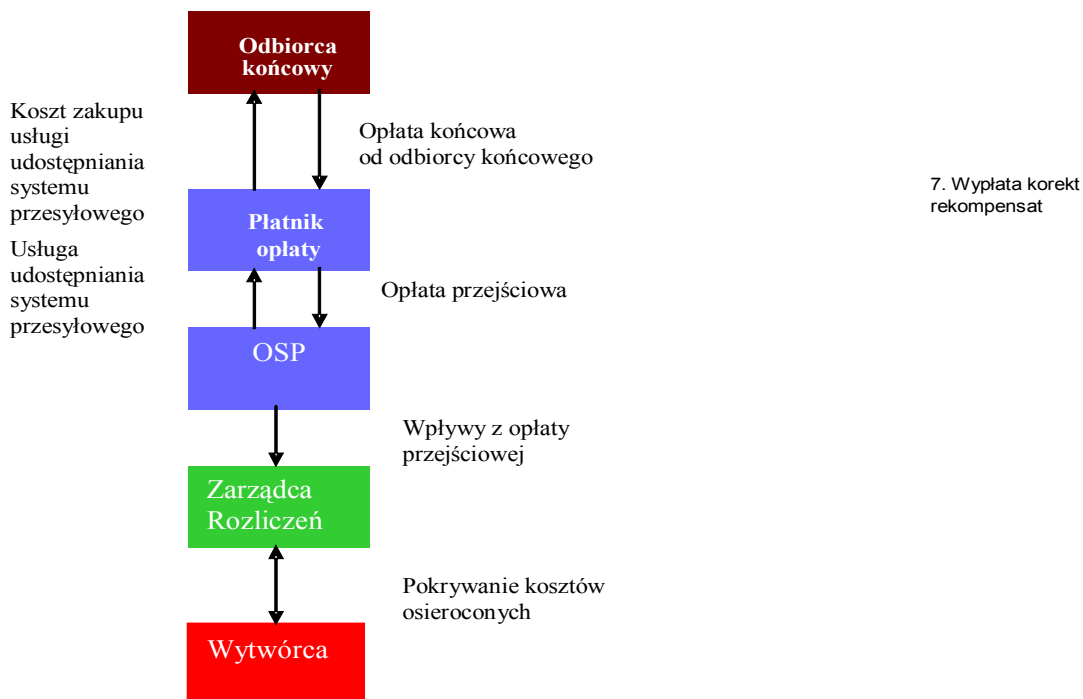 Odbiorca
końcowy
Koszt zakupu
usługi
udostępniania
systemu
przesyłowego
Opłata końcowa
od odbiorcy końcowego
7. Wypłata korekt
rekompensat
Płatnik
opłaty
Usługa
udostępniania
systemu
przesyłowego
Opłata przejściowa
OSP
Wpływy z opłaty
przejściowej
Zarządca
Rozliczeń
Pokrywanie kosztów
osieroconych
Wytwórca